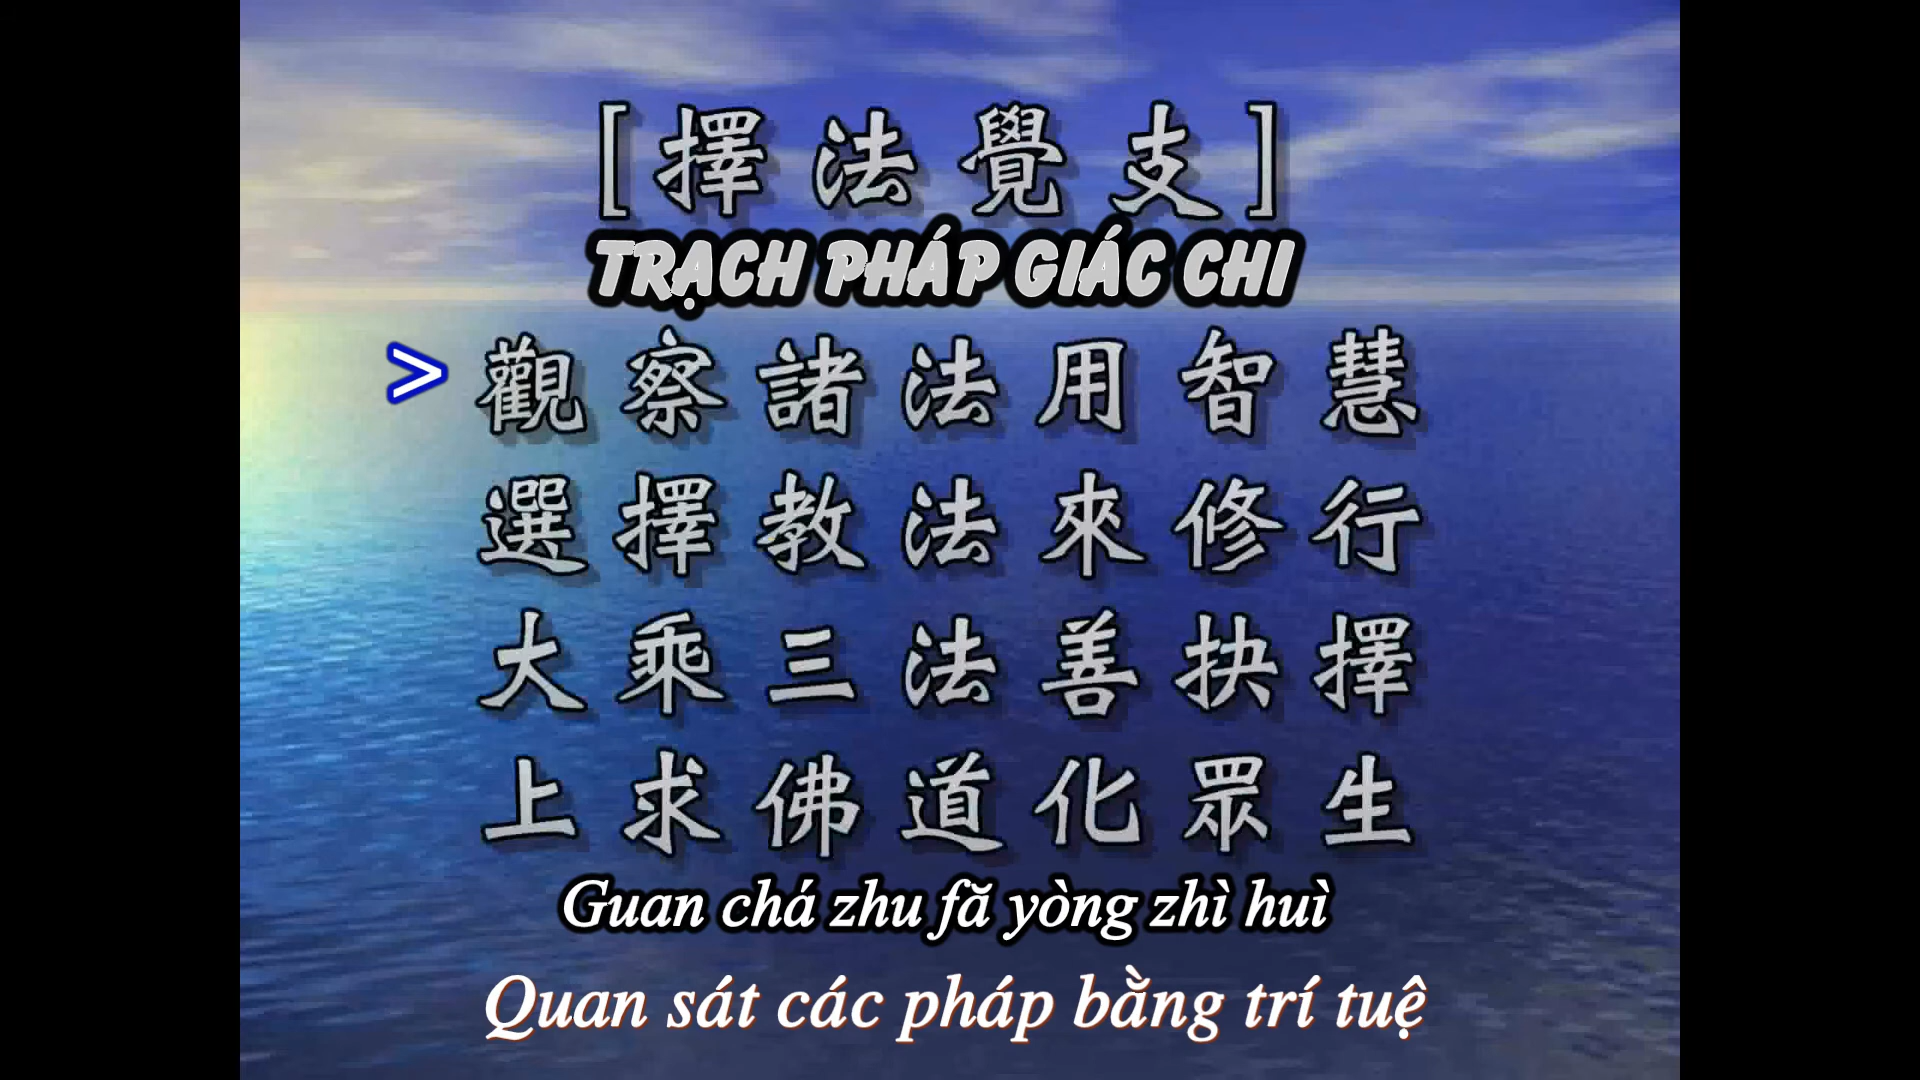 [擇法覺支]
TRẠCH PHÁP GIÁC CHI
> 觀察諸法用智慧
選擇教法來修行
大乘三法善抉擇
上求佛道化眾生
Guan chá zhu fă yòng zhì huì
Quan sát các pháp bằng trí tuệ